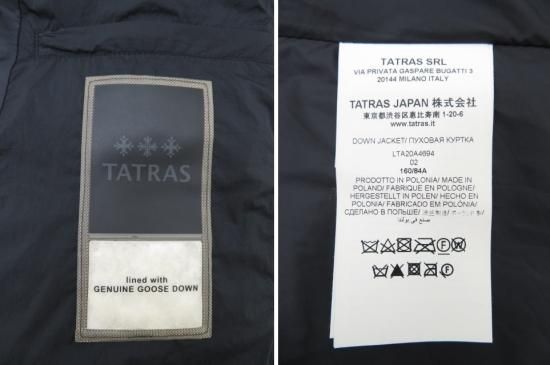 TATRAS
lined with
GENUINE GOOSE DOWN
TATRAS SRL
VIA PRIVATA GASPARE BUGATTI 3
20144 MILANO ITALY
TATRAS JAPAN 株式会社
東京都渋谷区恵比寿南 1-20-6
www.tatras.it
DOWN JACKET/ ПУХОВАЯ КУРТКА
LTA20A4694
02
160/84A
PRODOTTO IN POLONIA/ MADE IN
POLAND/ FABRIQUÉ EN POLOGNE/
HERGESTELLT IN POLEN/ HECHO EN
POLONIA/ FABRICADO EM POLÓNIA/
СДЕЛАНО В ПОЛЬШЕ/
صنع في بولندا